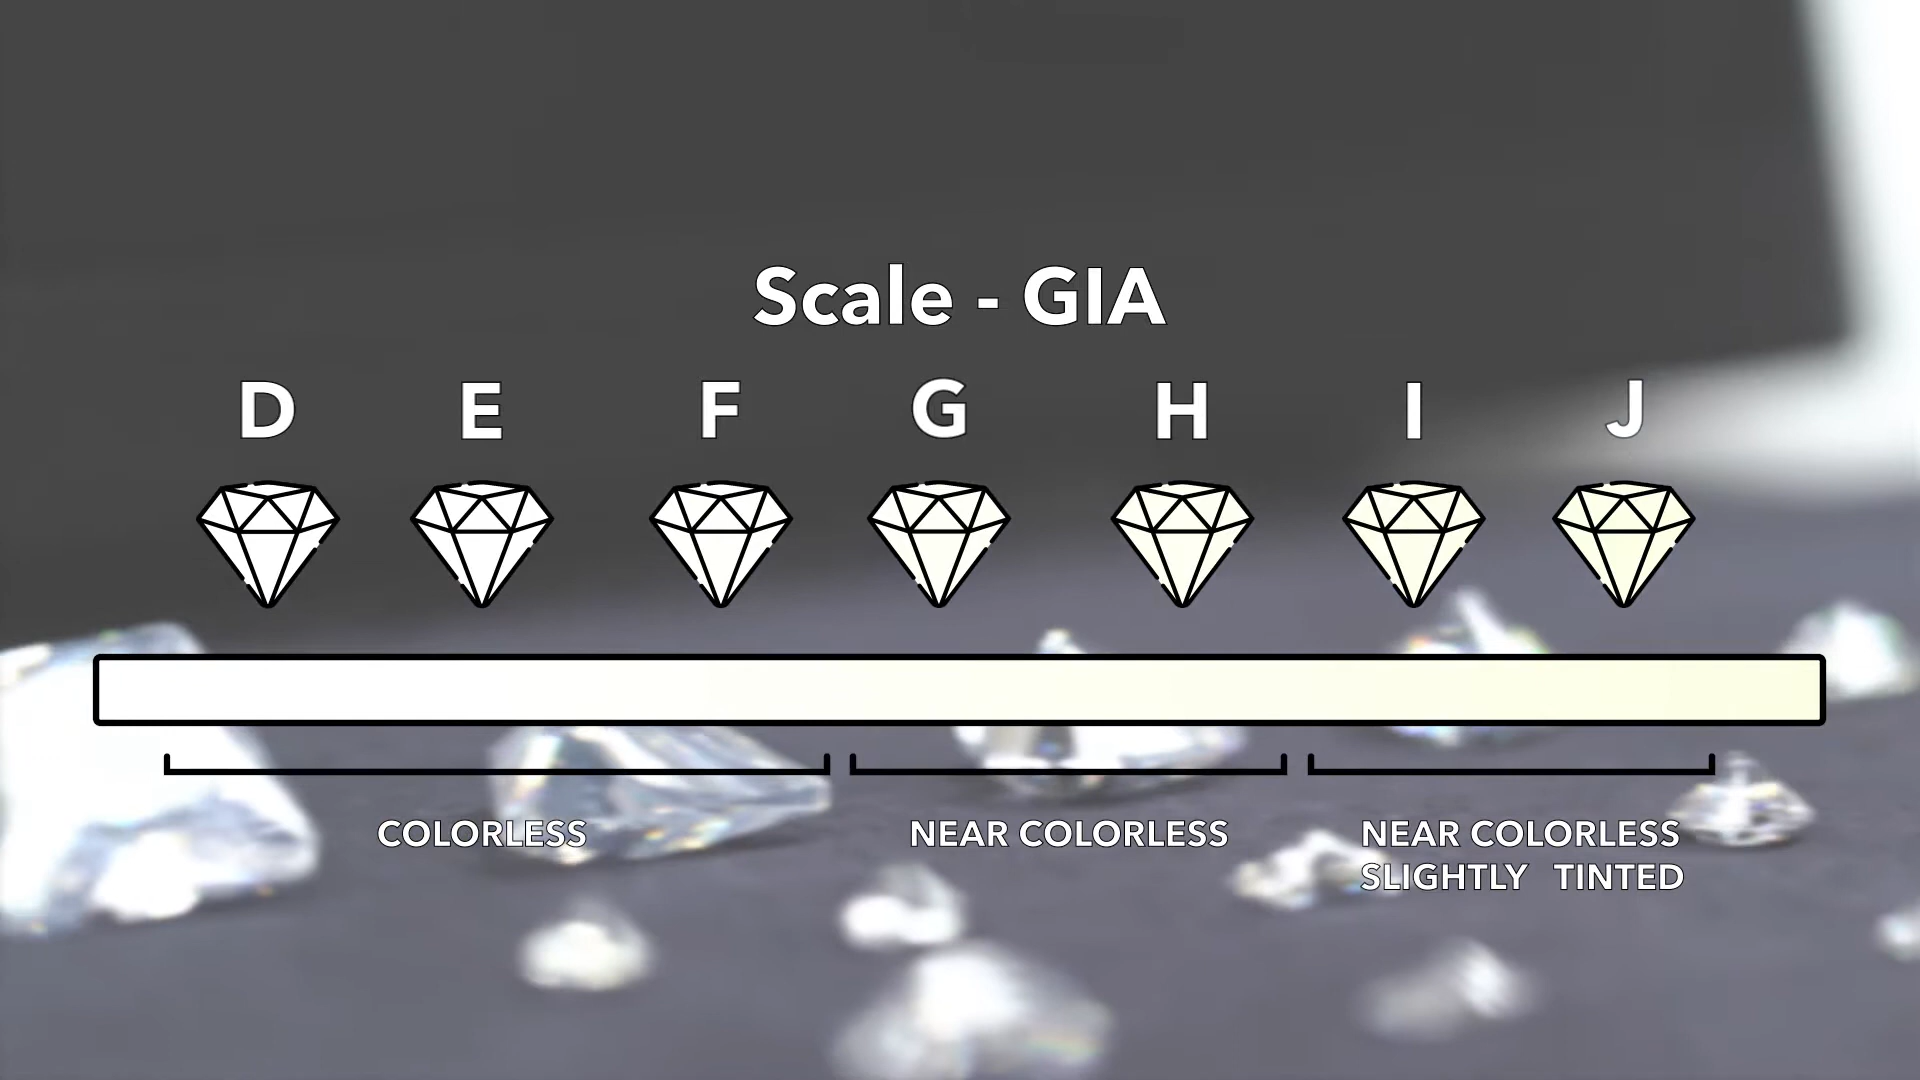 Scale - GIA
D E F G H I J
COLORLESS
NEAR COLORLESS
NEAR COLORLESS
SLIGHTLY TINTED